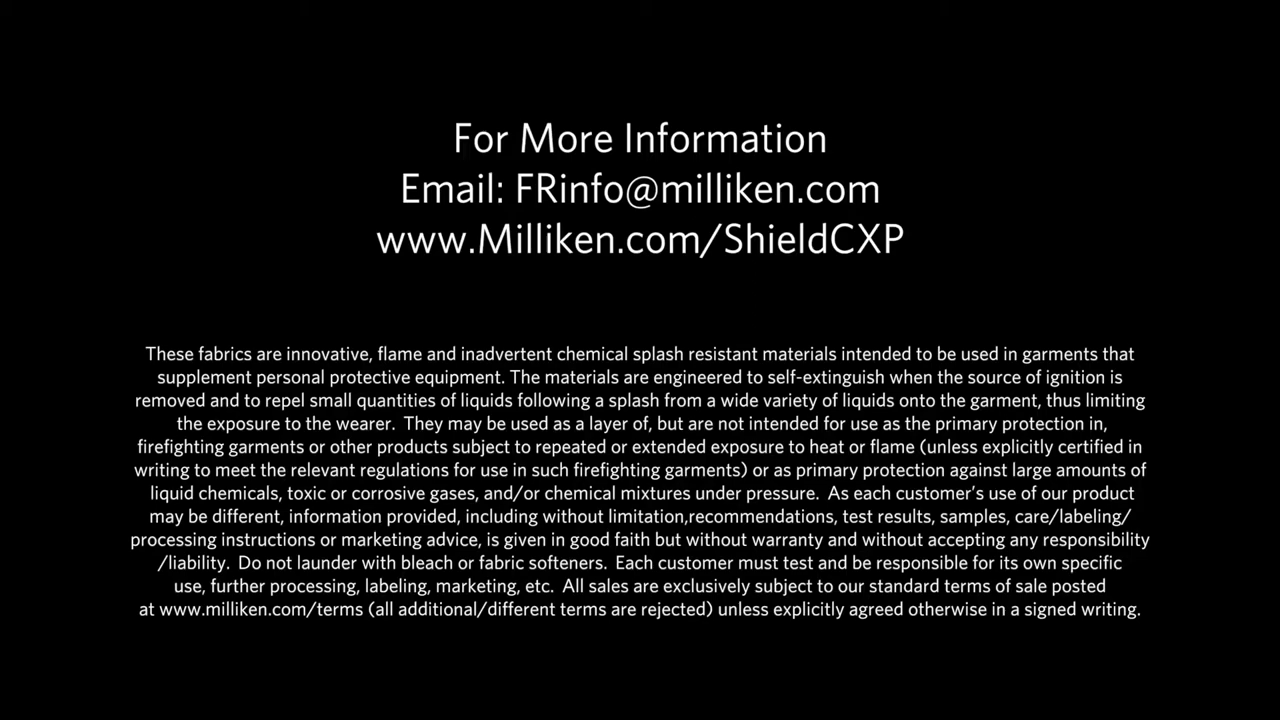 For More Information
Email: FRinfo@milliken.com
www.Milliken.com/ShieldCXP
These fabrics are innovative, flame and inadvertent chemical splash resistant materials intended to be used in garments that
supplement personal protective equipment. The materials are engineered to self-extinguish when the source of ignition is
removed and to repel small quantities of liquids following a splash from a wide variety of liquids onto the garment, thus limiting
the exposure to the wearer.  They may be used as a layer of, but are not intended for use as the primary protection in,
firefighting garments or other products subject to repeated or extended exposure to heat or flame (unless explicitly certified in
writing to meet the relevant regulations for use in such firefighting garments) or as primary protection against large amounts of
liquid chemicals, toxic or corrosive gases, and/or chemical mixtures under pressure.  As each customer's use of our product
may be different, information provided, including without limitation,recommendations, test results, samples, care/labeling/
processing instructions or marketing advice, is given in good faith but without warranty and without accepting any responsibility
/liability.  Do not launder with bleach or fabric softeners.  Each customer must test and be responsible for its own specific
use, further processing, labeling, marketing, etc.  All sales are exclusively subject to our standard terms of sale posted
at www.milliken.com/terms (all additional/different terms are rejected) unless explicitly agreed otherwise in a signed writing.